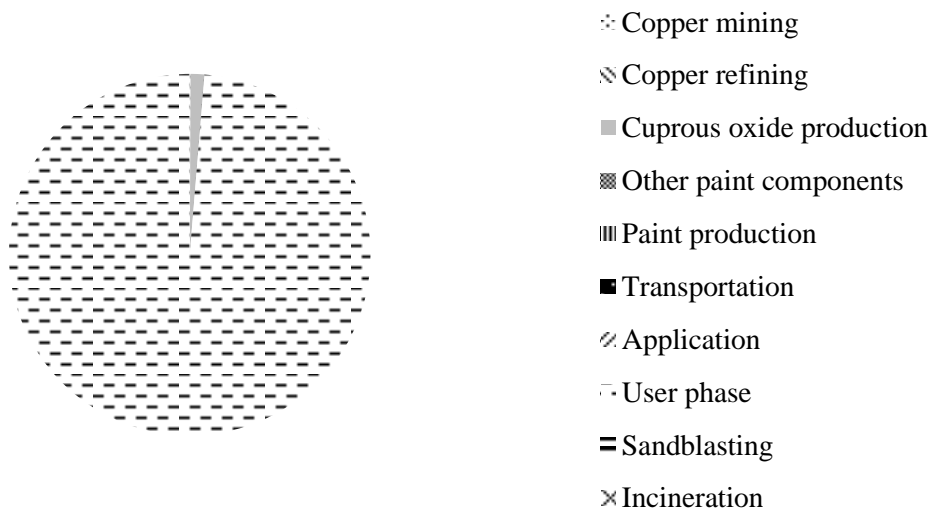 Copper mining
Copper refining
Cuprous oxide production
Other paint components
Paint production
Transportation
Application
User phase
Sandblasting
Incineration